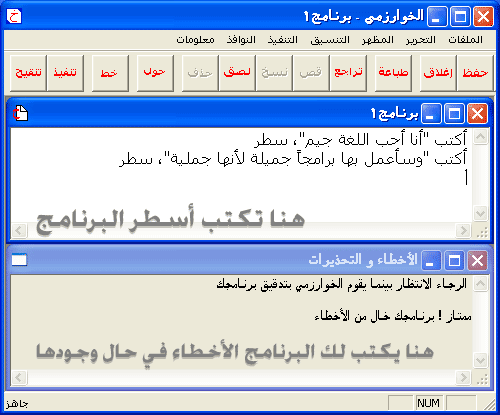 الخوارزمي - برنامج1
الملفات التحرير المظهر التنسيق التنفيذ النوافذ معلومات
حفظ إغلاق طباعة تراجع قص نسخ لصق حذف حول خط تنفيذ تنقيح
برنامج1
أكتب "أنا أحب اللغة جيم"، سطر
أكتب "وسأعمل بها برامجاً جميلة لأنها جملية"، سطر
هنا تكتب أسطر البرنامج
الأخطاء و التحذيرات
الرجاء الانتظار بينما يقوم الخوارزمي بتدقيق برنامجك
ممتاز ! برنامجك خال من الأخطاء
هنا يكتب لك البرنامج الأخطاء في حال وجودها
جاهز NUM